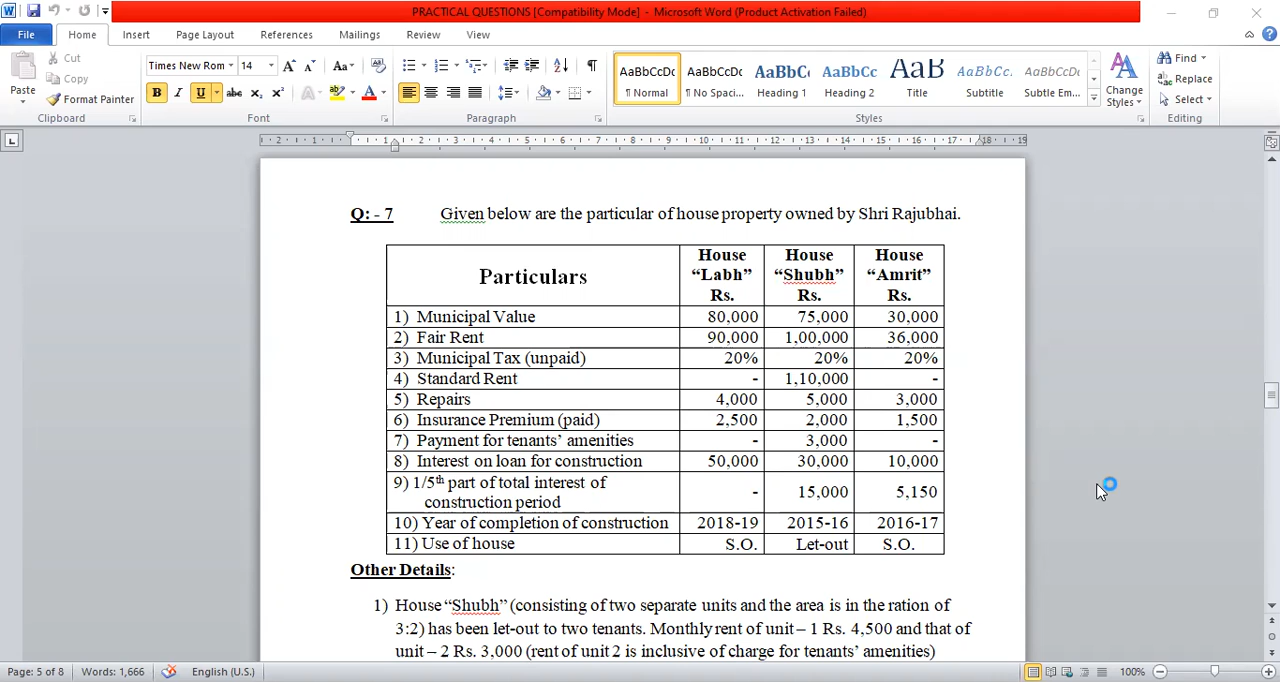 PRACTICAL QUESTIONS [Compatibility Mode] - Microsoft Word (Product Activation Failed)
File Home Insert Page Layout References Mailings Review View
Paste
Cut
Copy
Format Painter
Clipboard
Times New Rom 14
Font
Paragraph
AaBbCcDc AaBbCcDc AaBbC AaBbCc AaB AaBbCc. AaBbCcDc
¶ Normal ¶ No Spaci... Heading 1 Heading 2 Title Subtitle Subtle Em...
Change Styles
Styles
Find
Replace
Select
Editing
Q: - 7 Given below are the particular of house property owned by Shri Rajubhai.
Particulars House "Labh" Rs. House "Shubh" Rs. House "Amrit" Rs.
1) Municipal Value 80,000 75,000 30,000
2) Fair Rent 90,000 1,00,000 36,000
3) Municipal Tax (unpaid) 20% 20% 20%
4) Standard Rent - 1,10,000 -
5) Repairs 4,000 5,000 3,000
6) Insurance Premium (paid) 2,500 2,000 1,500
7) Payment for tenants' amenities - 3,000 -
8) Interest on loan for construction 50,000 30,000 10,000
9) 1/5th part of total interest of
construction period - 15,000 5,150
10) Year of completion of construction 2018-19 2015-16 2016-17
11) Use of house S.O. Let-out S.O.
Other Details:
1) House "Shubh" (consisting of two separate units and the area is in the ration of
3:2) has been let-out to two tenants. Monthly rent of unit – 1 Rs. 4,500 and that of
unit – 2 Rs. 3,000 (rent of unit 2 is inclusive of charge for tenants' amenities)
Page: 5 of 8 Words: 1,666 English (U.S.) 100%